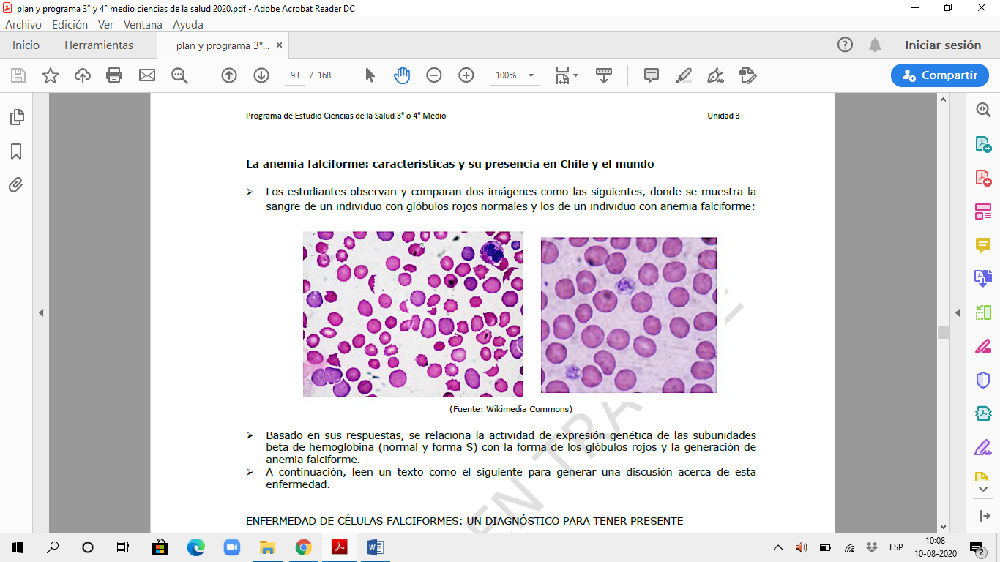 plan y programa 3° y 4° medio ciencias de la salud 2020.pdf - Adobe Acrobat Reader DC
Archivo Edición Ver Ventana Ayuda
Inicio Herramientas plan y programa 3°... × Iniciar sesión
93 / 168 100% Compartir
Programa de Estudio Ciencias de la Salud 3° o 4° Medio Unidad 3
La anemia falciforme: características y su presencia en Chile y el mundo
Los estudiantes observan y comparan dos imágenes como las siguientes, donde se muestra la
sangre de un individuo con glóbulos rojos normales y los de un individuo con anemia falciforme:
(Fuente: Wikimedia Commons)
Basado en sus respuestas, se relaciona la actividad de expresión genética de las subunidades
beta de hemoglobina (normal y forma S) con la forma de los glóbulos rojos y la generación de
anemia falciforme.
A continuación, leen un texto como el siguiente para generar una discusión acerca de esta
enfermedad.
ENFERMEDAD DE CÉLULAS FALCIFORMES: UN DIAGNÓSTICO PARA TENER PRESENTE
EN
ESP 10:08
10-08-2020 2